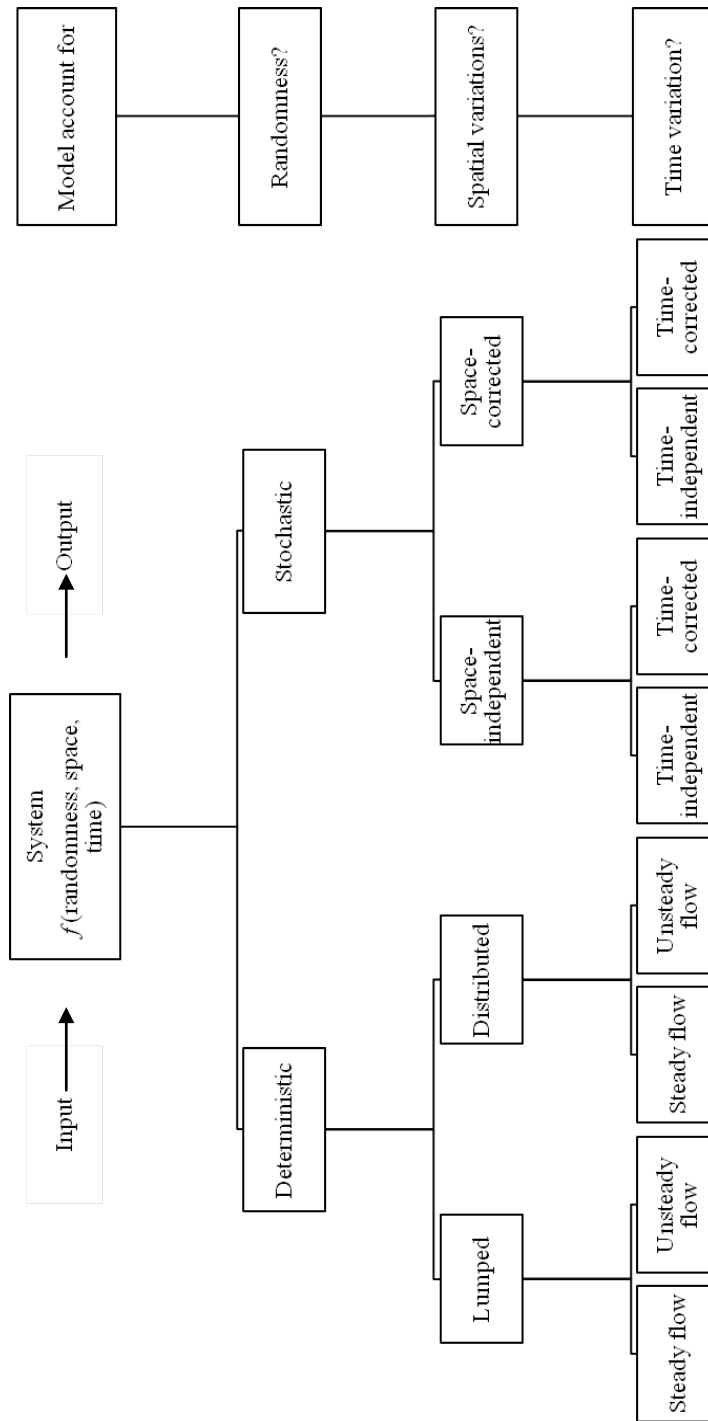 Input
System
f(randomness, space,
time)
Output
Model account for
Deterministic
Stochastic
Randomness?
Lumped
Distributed
Space-
independent
Space-
corrected
Spatial variations?
Steady flow
Unsteady
flow
Steady flow
Unsteady
flow
Time-
independent
Time-
corrected
Time-
independent
Time-
corrected
Time variation?